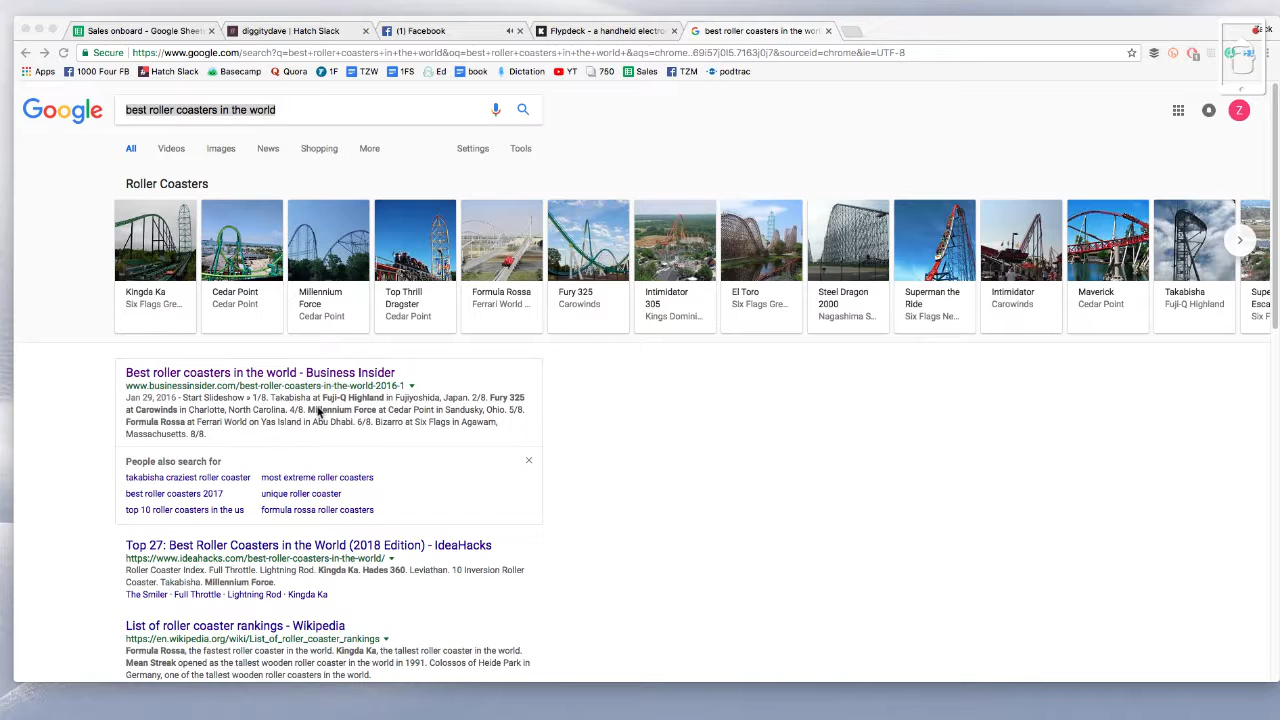 Sales onboard - Google Sheet
diggitydave | Hatch Slack
(1) Facebook
Flypdeck - a handheld electro
best roller coasters in the wor
Secure
https://www.google.com/search?q=best+roller+coasters+in+the+world&oq=best+roller+coasters+in+the+world+&aqs=chrome..69i57j0l5.7163j0j7&sourceid=chrome&ie=UTF-8
Apps
1000 Four FB
Hatch Slack
Basecamp
Quora
1F
TZW
1FS
Ed
book
Dictation
YT
750
Sales
TZM
podtrac
Google
best roller coasters in the world
Z
All
Videos
Images
News
Shopping
More
Settings
Tools
Roller Coasters
Kingda Ka
Six Flags Gre...
Cedar Point
Cedar Point
Millennium
Force
Cedar Point
Top Thrill
Dragster
Cedar Point
Formula Rossa
Ferrari World ...
Fury 325
Carowinds
Intimidator
305
Kings Domini...
El Toro
Six Flags Gre...
Steel Dragon
2000
Nagashima S...
Superman the
Ride
Six Flags Ne...
Intimidator
Carowinds
Maverick
Cedar Point
Takabisha
Fuji-Q Highland
Supe
Esca
Six F
Best roller coasters in the world - Business Insider
www.businessinsider.com/best-roller-coasters-in-the-world-2016-1
Jan 29, 2016 - Start Slideshow » 1/8. Takabisha at Fuji-Q Highland in Fujiyoshida, Japan. 2/8. Fury 325
at Carowinds in Charlotte, North Carolina. 4/8. Millennium Force at Cedar Point in Sandusky, Ohio. 5/8.
Formula Rossa at Ferrari World on Yas Island in Abu Dhabi. 6/8. Bizarro at Six Flags in Agawam,
Massachusetts. 8/8.
People also search for
takabisha craziest roller coaster
most extreme roller coasters
best roller coasters 2017
unique roller coaster
top 10 roller coasters in the us
formula rossa roller coasters
Top 27: Best Roller Coasters in the World (2018 Edition) - IdeaHacks
https://www.ideahacks.com/best-roller-coasters-in-the-world/
Roller Coaster Index. Full Throttle. Lightning Rod. Kingda Ka. Hades 360. Leviathan. 10 Inversion Roller
Coaster. Takabisha. Millennium Force.
The Smiler · Full Throttle · Lightning Rod · Kingda Ka
List of roller coaster rankings - Wikipedia
https://en.wikipedia.org/wiki/List_of_roller_coaster_rankings
Formula Rossa, the fastest roller coaster in the world. Kingda Ka, the tallest roller coaster in the world.
Mean Streak opened as the tallest wooden roller coaster in the world in 1991. Colossos of Heide Park in
Germany, one of the tallest wooden roller coasters in the world.